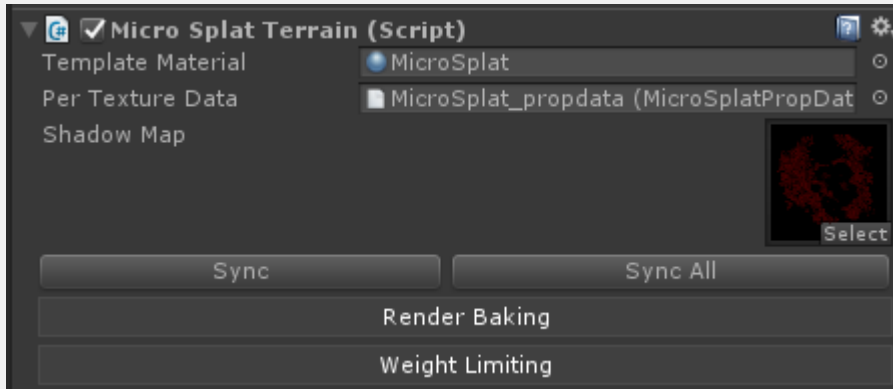 Micro Splat Terrain (Script)
Template Material MicroSplat
Per Texture Data MicroSplat_propdata (MicroSplatPropDat
Shadow Map
Select
Sync Sync All
Render Baking
Weight Limiting